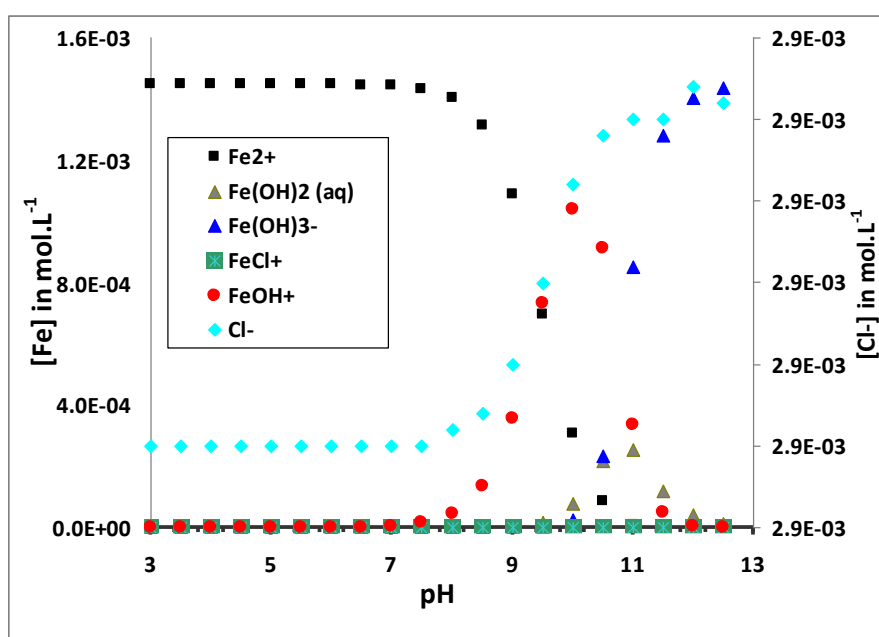 1.6E-03
1.2E-03
8.0E-04
4.0E-04
0.0E+00
[Fe] in mol.L-1
2.9E-03
2.9E-03
2.9E-03
2.9E-03
2.9E-03
2.9E-03
2.9E-03
[Cl-] in mol.L-1
Fe2+
Fe(OH)2 (aq)
Fe(OH)3-
FeCl+
FeOH+
Cl-
3 5 7 9 11 13
pH